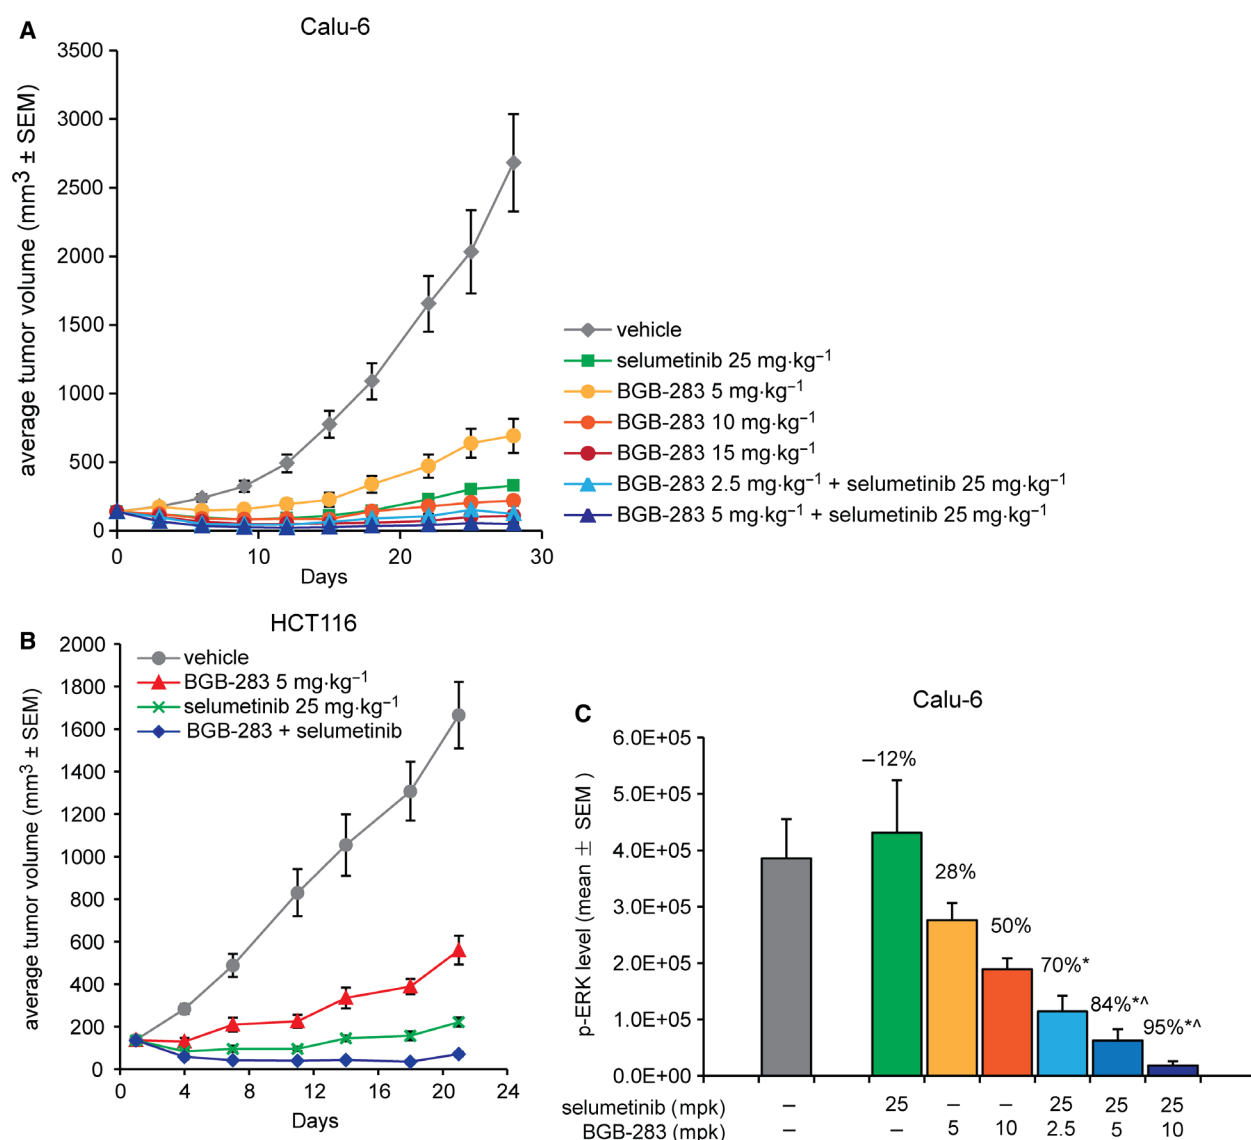 A
Calu-6
average tumor volume (mm³ ± SEM)
3500
3000
2500
2000
1500
1000
500
0
0 10 20 30
Days
vehicle
selumetinib 25 mg·kg⁻¹
BGB-283 5 mg·kg⁻¹
BGB-283 10 mg·kg⁻¹
BGB-283 15 mg·kg⁻¹
BGB-283 2.5 mg·kg⁻¹ + selumetinib 25 mg·kg⁻¹
BGB-283 5 mg·kg⁻¹ + selumetinib 25 mg·kg⁻¹
B
HCT116
average tumor volume (mm³ ± SEM)
2000
1800
1600
1400
1200
1000
800
600
400
200
0
0 4 8 12 16 20 24
Days
vehicle
BGB-283 5 mg·kg⁻¹
selumetinib 25 mg·kg⁻¹
BGB-283 + selumetinib
C
Calu-6
p-ERK level (mean ± SEM )
6.0E+05
5.0E+05
4.0E+05
3.0E+05
2.0E+05
1.0E+05
0.0E+00
–12%
28%
50%
70%*
84%*^
95%*^
selumetinib (mpk) – 25 – – 25 25 25
BGB-283 (mpk) – – 5 10 2.5 5 10